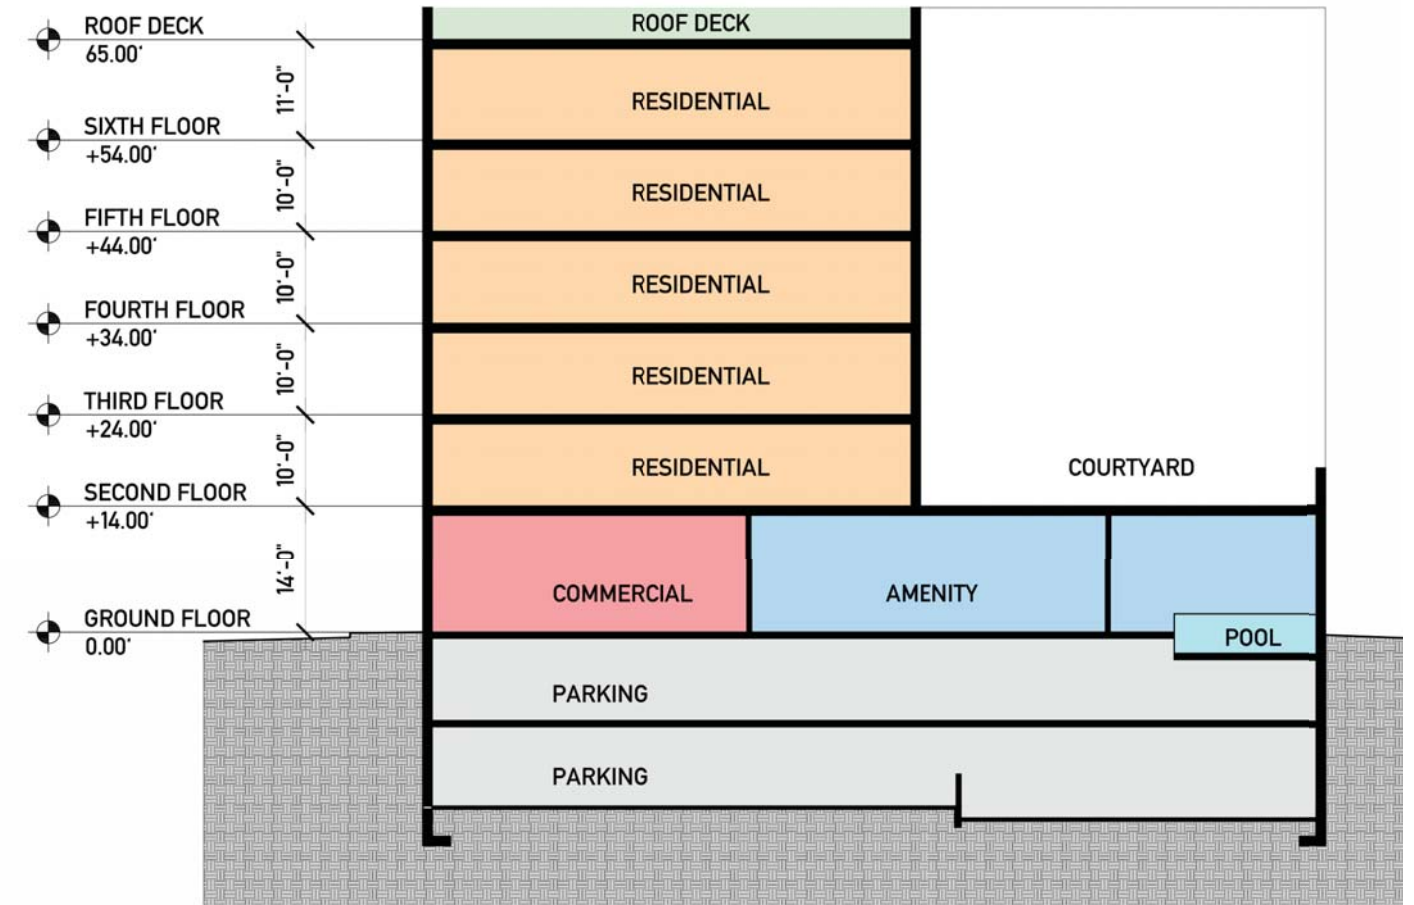 ROOF DECK
65.00'
ROOF DECK
11'-0"
RESIDENTIAL
SIXTH FLOOR
+54.00'
10'-0"
RESIDENTIAL
FIFTH FLOOR
+44.00'
10'-0"
RESIDENTIAL
FOURTH FLOOR
+34.00'
10'-0"
RESIDENTIAL
THIRD FLOOR
+24.00'
10'-0"
RESIDENTIAL
COURTYARD
SECOND FLOOR
+14.00'
14'-0"
COMMERCIAL
AMENITY
GROUND FLOOR
0.00'
POOL
PARKING
PARKING